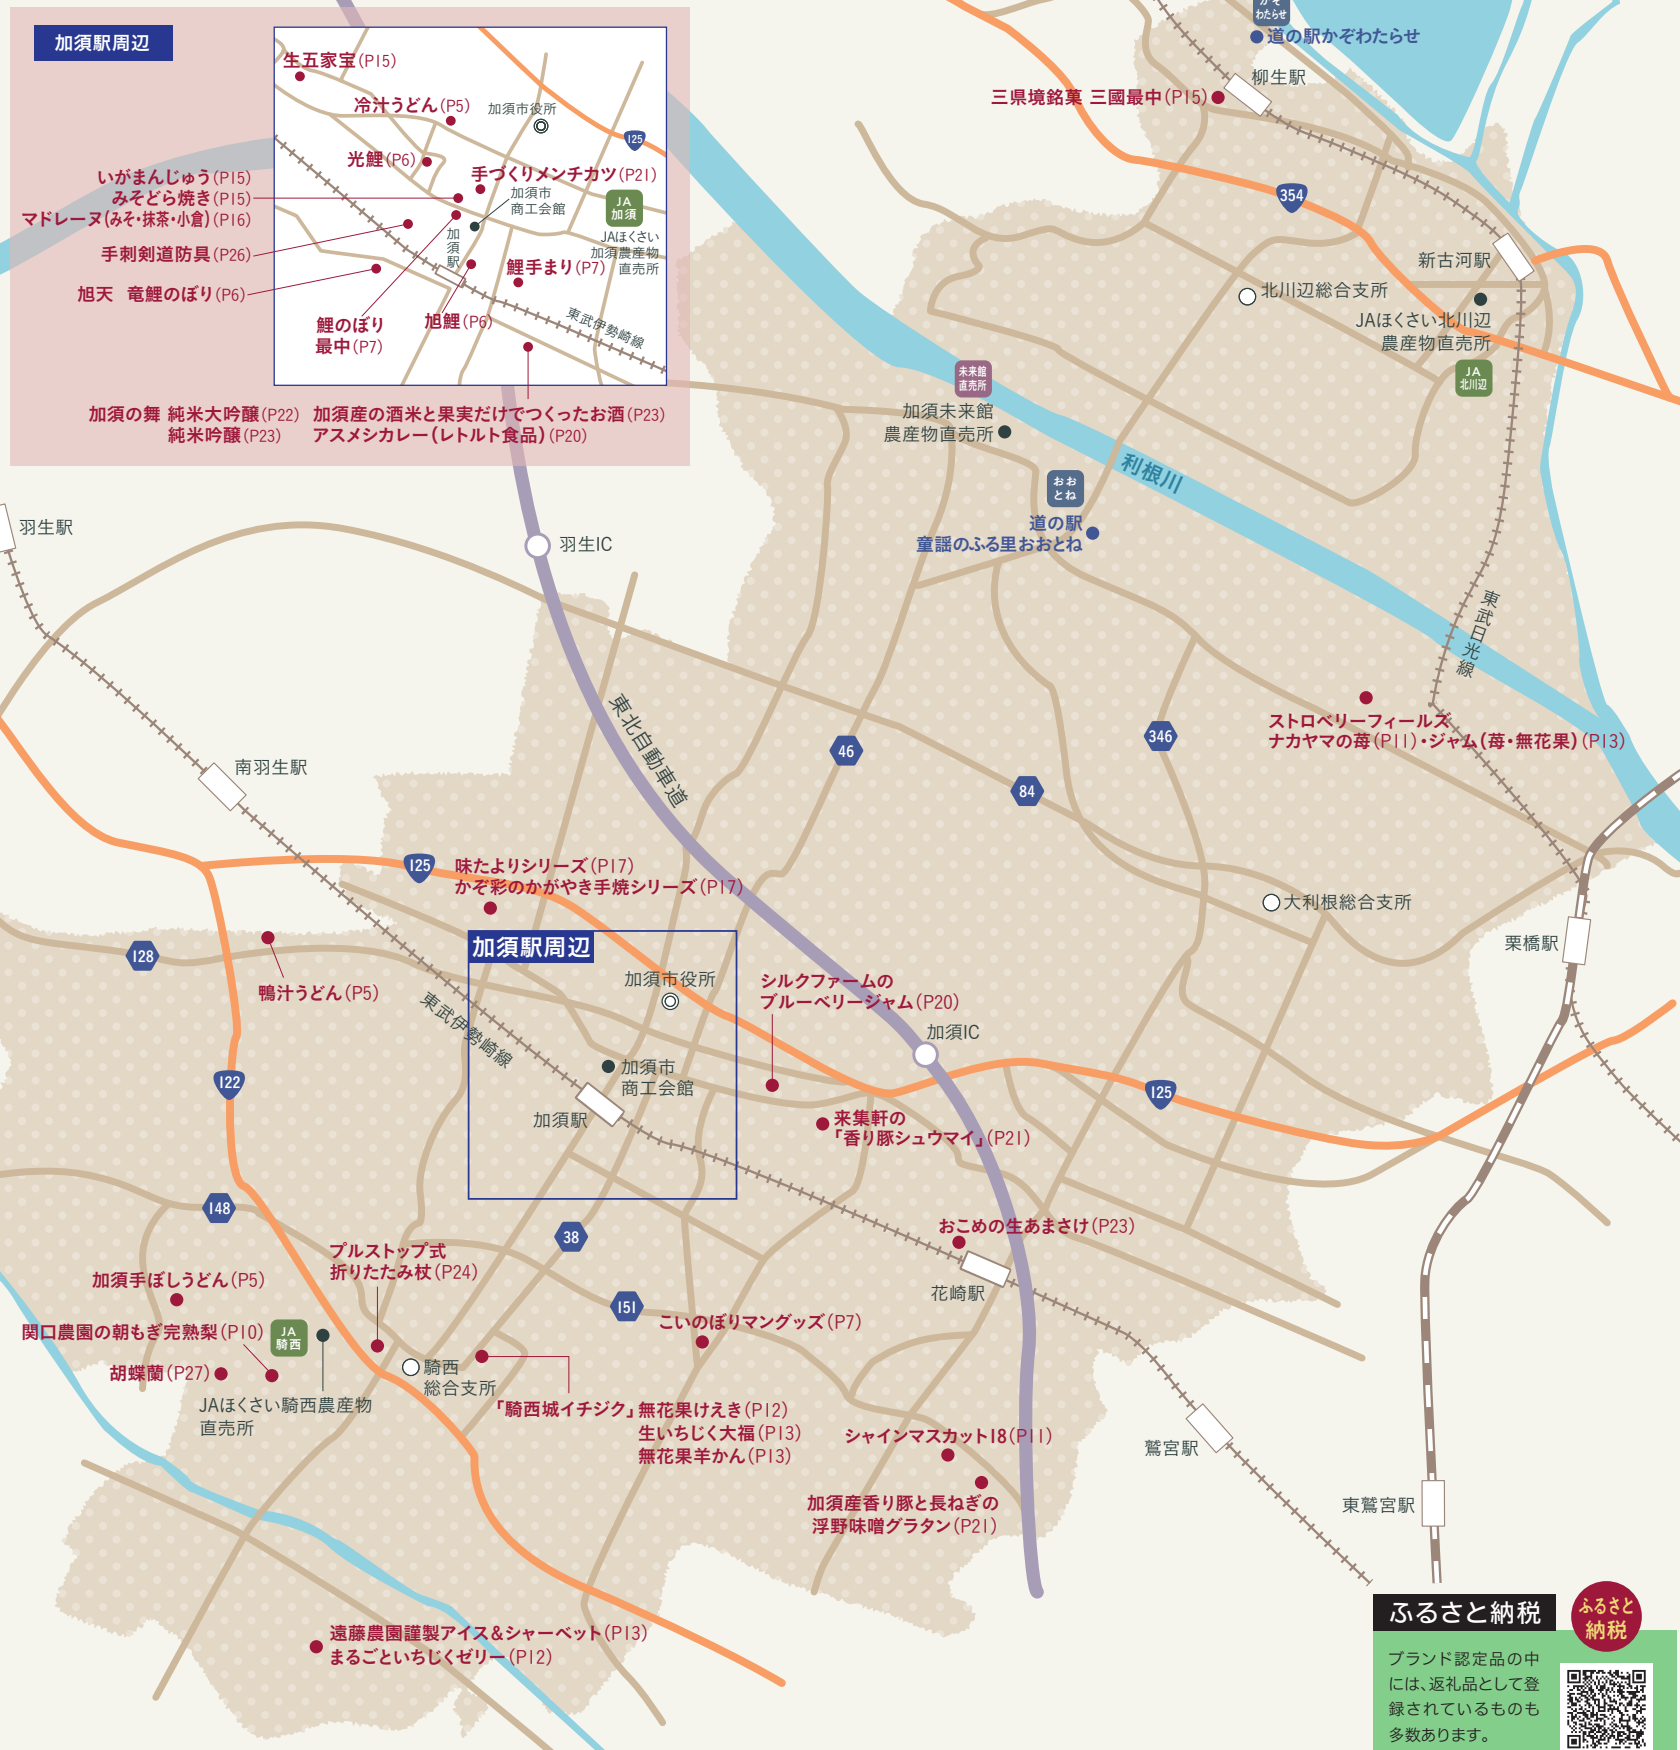 加須駅周辺
生五家宝(P15)
冷汁うどん(P5)
加須市役所
125
光鯉(P6)
手づくりメンチカツ(P21)
いがまんじゅう(P15)
みそどら焼き(P15)
マドレーヌ(みそ・抹茶・小倉)(P16)
加須市
商工会館
JA
加須
JAほくさい
加須農産物
直売所
加須駅
手刺剣道防具(P26)
鯉手まり(P7)
旭天 竜鯉のぼり(P6)
鯉のぼり
最中(P7)
旭鯉(P6)
東武伊勢崎線
加須の舞 純米大吟醸(P22)
純米吟醸(P23)
加須産の酒米と果実だけでつくったお酒(P23)
アスメシカレー(レトルト食品)(P20)
わたらせ
道の駅かぞわたらせ
柳生駅
三県境銘菓 三國最中(P15)
354
新古河駅
北川辺総合支所
JAほくさい北川辺
農産物直売所
JA
北川辺
未来館
直売所
加須未来館
農産物直売所
利根川
おお
とね
道の駅
童謡のふる里おおとね
羽生駅
羽生IC
東武日光線
ストロベリーフィールズ
ナカヤマの苺(P11)・ジャム(苺・無花果)(P13)
東北自動車道
46
346
84
南羽生駅
125
味たよりシリーズ(P17)
かぞ彩のかがやき手焼シリーズ(P17)
大利根総合支所
栗橋駅
128
鴨汁うどん(P5)
加須駅周辺
加須市役所
東武伊勢崎線
シルクファームの
ブルーベリージャム(P20)
加須IC
加須市
商工会館
122
125
加須駅
来集軒の
「香り豚シュウマイ」(P21)
148
38
おこめの生あまさけ(P23)
花崎駅
プルストップ式
折りたたみ杖(P24)
加須手ぼしうどん(P5)
151
こいのぼりマングッズ(P7)
関口農園の朝もぎ完熟梨(P10)
JA
騎西
胡蝶蘭(P27)
騎西
総合支所
JAほくさい騎西農産物
直売所
「騎西城イチジク」無花果けえき(P12)
生いちじく大福(P13)
無花果羊かん(P13)
シャインマスカット18(P11)
鷲宮駅
加須産香り豚と長ねぎの
浮野味噌グラタン(P21)
東鷲宮駅
遠藤農園謹製アイス&シャーベット(P13)
まるごといちじくゼリー(P12)
ふるさと納税
ふるさと
納税
ブランド認定品の中
には、返礼品として登
録されているものも
多数あります。